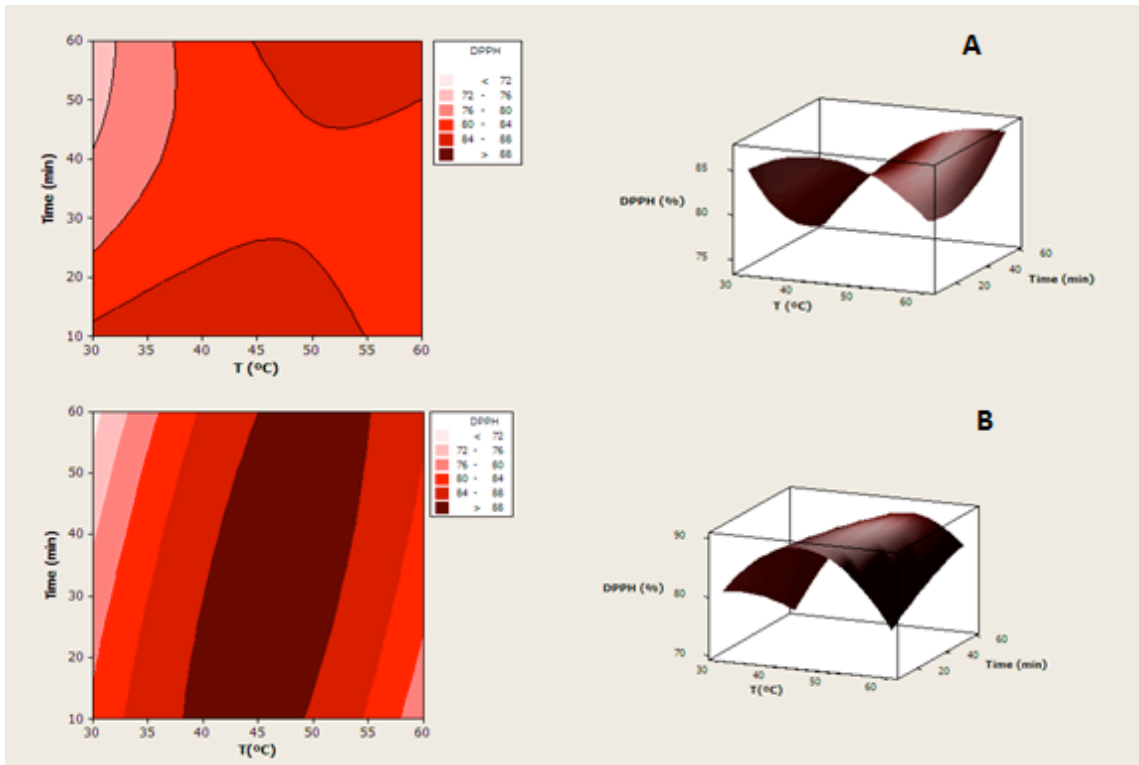 A
60
50
40
30
20
10
Time (min)
30 35 40 45 50 55 60
T (ºC)
DPPH
< 72
72 - 76
76 - 80
80 - 84
84 - 88
> 88
85
80
75
DPPH (%)
30 40 50 60
T (ºC)
20 40 60
Time (min)
B
60
50
40
30
20
10
Time (min)
30 35 40 45 50 55 60
T(ºC)
DPPH
< 72
72 - 76
76 - 80
80 - 84
84 - 88
> 88
90
80
70
DPPH (%)
30 40 50 60
T(ºC)
20 40 60
Time (min)